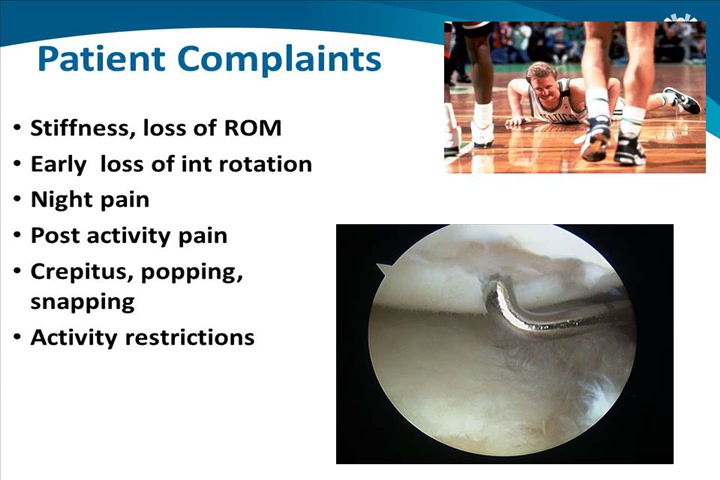 Patient Complaints
• Stiffness, loss of ROM
• Early  loss of int rotation
• Night pain
• Post activity pain
• Crepitus, popping,
snapping
• Activity restrictions
CELTICS